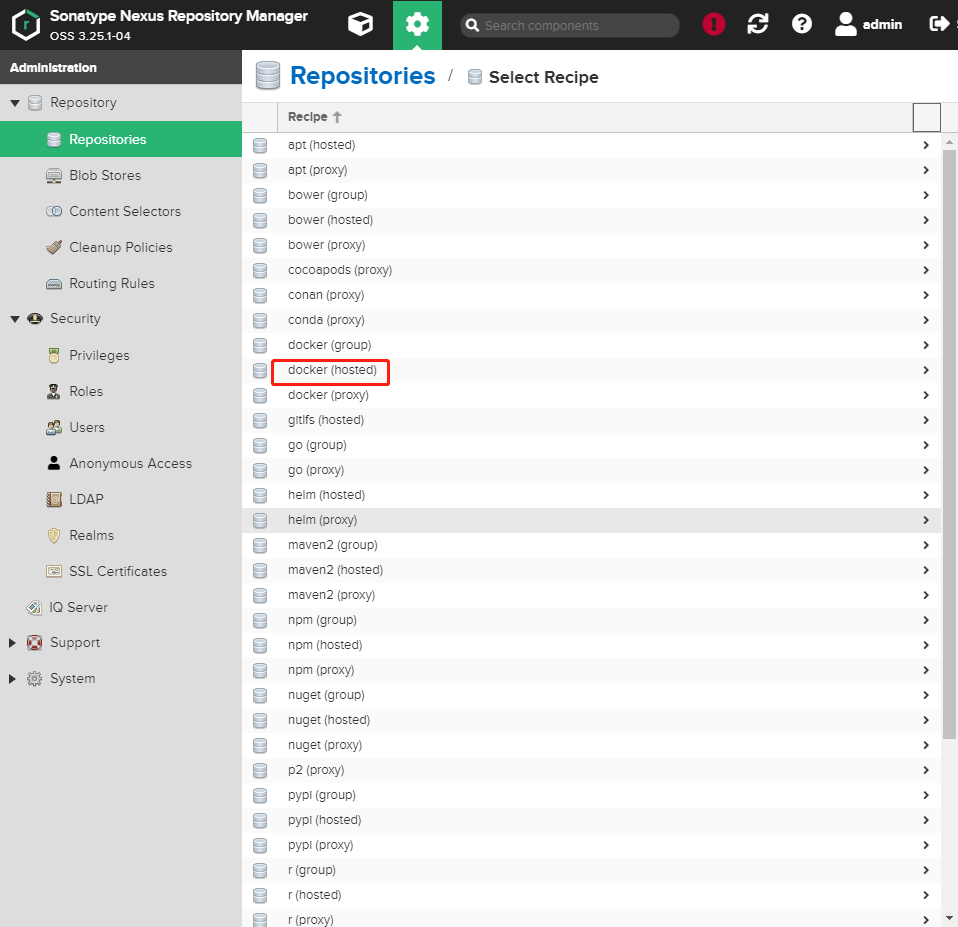 Sonatype Nexus Repository Manager
OSS 3.25.1-04
Search components
admin
Administration
Repository
Repositories
Blob Stores
Content Selectors
Cleanup Policies
Routing Rules
Security
Privileges
Roles
Users
Anonymous Access
LDAP
Realms
SSL Certificates
IQ Server
Support
System
Repositories / Select Recipe
Recipe
apt (hosted)
apt (proxy)
bower (group)
bower (hosted)
bower (proxy)
cocoapods (proxy)
conan (proxy)
conda (proxy)
docker (group)
docker (hosted)
docker (proxy)
gitlfs (hosted)
go (group)
go (proxy)
helm (hosted)
helm (proxy)
maven2 (group)
maven2 (hosted)
maven2 (proxy)
npm (group)
npm (hosted)
npm (proxy)
nuget (group)
nuget (hosted)
nuget (proxy)
p2 (proxy)
pypi (group)
pypi (hosted)
pypi (proxy)
r (group)
r (hosted)
r (proxy)